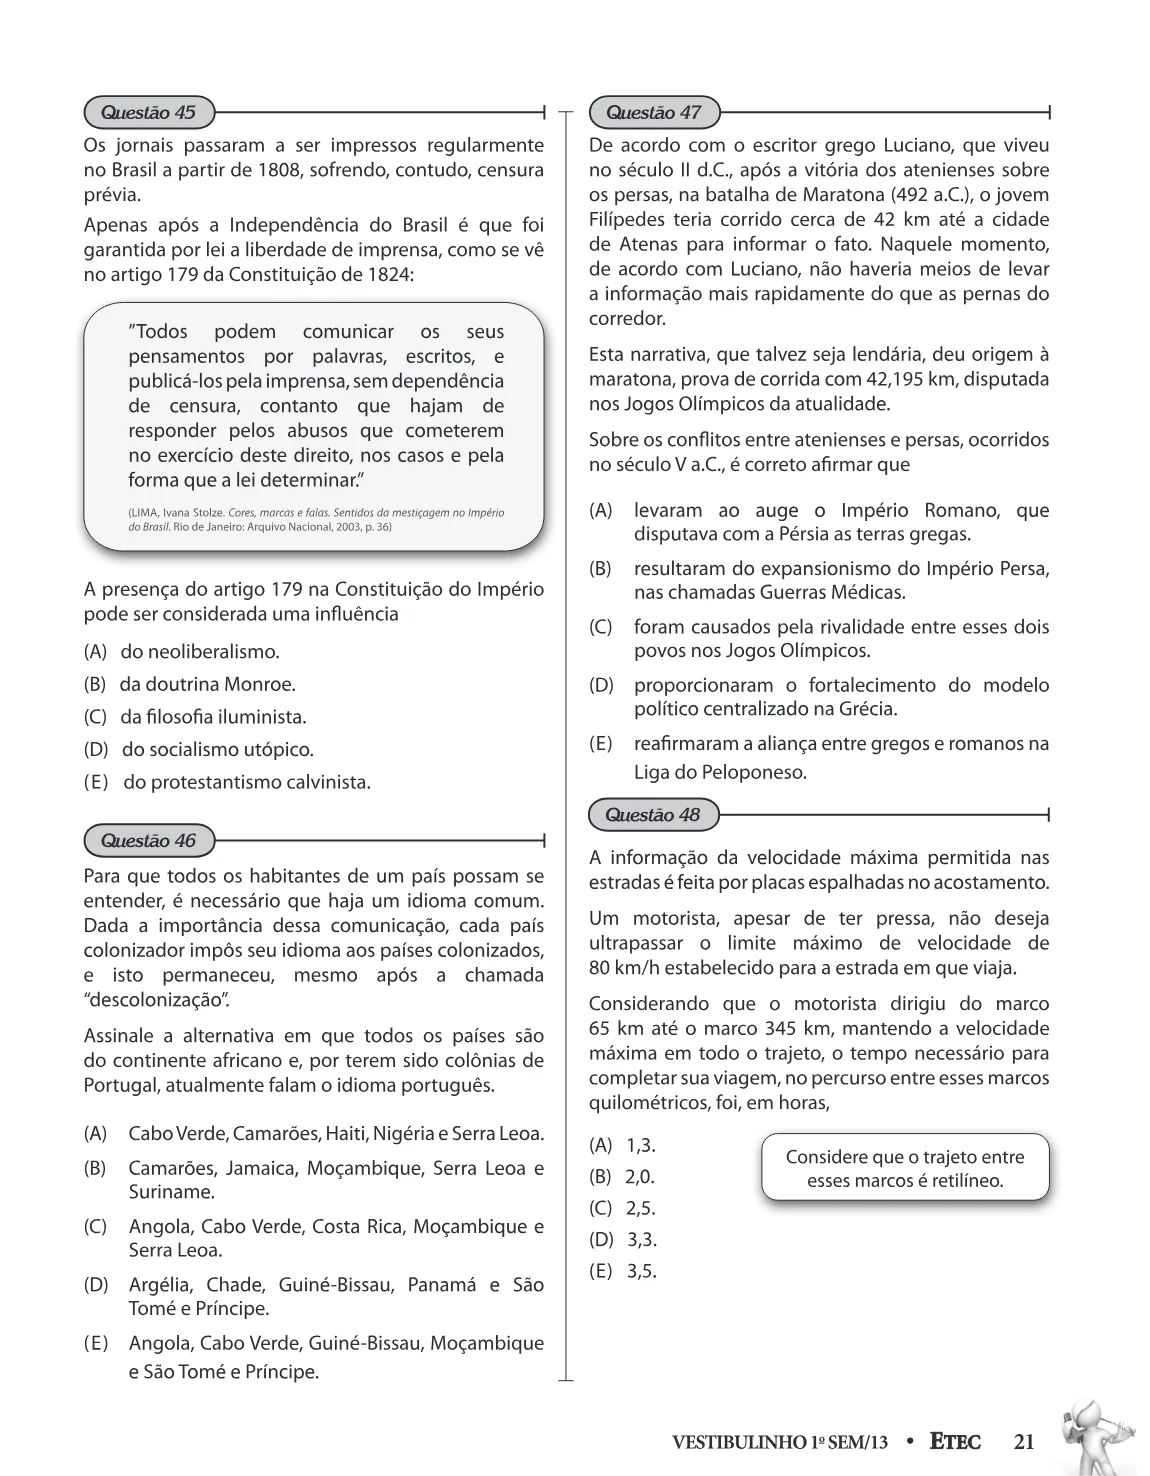 Questão 45
Os jornais passaram a ser impressos regularmente
no Brasil a partir de 1808, sofrendo, contudo, censura
prévia.
Apenas após a Independência do Brasil é que foi
garantida por lei a liberdade de imprensa, como se vê
no artigo 179 da Constituição de 1824:
”Todos podem comunicar os seus
pensamentos por palavras, escritos, e
publicá-los pela imprensa, sem dependência
de censura, contanto que hajam de
responder pelos abusos que cometerem
no exercício deste direito, nos casos e pela
forma que a lei determinar.”
(LIMA, Ivana Stolze. Cores, marcas e falas. Sentidos da mestiçagem no Império
do Brasil. Rio de Janeiro: Arquivo Nacional, 2003, p. 36)
A presença do artigo 179 na Constituição do Império
pode ser considerada uma influência
(A) do neoliberalismo.
(B) da doutrina Monroe.
(C) da filosofia iluminista.
(D) do socialismo utópico.
(E) do protestantismo calvinista.
Questão 46
Para que todos os habitantes de um país possam se
entender, é necessário que haja um idioma comum.
Dada a importância dessa comunicação, cada país
colonizador impôs seu idioma aos países colonizados,
e isto permaneceu, mesmo após a chamada
“descolonização”.
Assinale a alternativa em que todos os países são
do continente africano e, por terem sido colônias de
Portugal, atualmente falam o idioma português.
(A) Cabo Verde, Camarões, Haiti, Nigéria e Serra Leoa.
(B) Camarões, Jamaica, Moçambique, Serra Leoa e
Suriname.
(C) Angola, Cabo Verde, Costa Rica, Moçambique e
Serra Leoa.
(D) Argélia, Chade, Guiné-Bissau, Panamá e São
Tomé e Príncipe.
(E) Angola, Cabo Verde, Guiné-Bissau, Moçambique
e São Tomé e Príncipe.
Questão 47
De acordo com o escritor grego Luciano, que viveu
no século II d.C., após a vitória dos atenienses sobre
os persas, na batalha de Maratona (492 a.C.), o jovem
Filípedes teria corrido cerca de 42 km até a cidade
de Atenas para informar o fato. Naquele momento,
de acordo com Luciano, não haveria meios de levar
a informação mais rapidamente do que as pernas do
corredor.
Esta narrativa, que talvez seja lendária, deu origem à
maratona, prova de corrida com 42,195 km, disputada
nos Jogos Olímpicos da atualidade.
Sobre os conflitos entre atenienses e persas, ocorridos
no século V a.C., é correto afirmar que
(A) levaram ao auge o Império Romano, que
disputava com a Pérsia as terras gregas.
(B) resultaram do expansionismo do Império Persa,
nas chamadas Guerras Médicas.
(C) foram causados pela rivalidade entre esses dois
povos nos Jogos Olímpicos.
(D) proporcionaram o fortalecimento do modelo
político centralizado na Grécia.
(E) reafirmaram a aliança entre gregos e romanos na
Liga do Peloponeso.
Questão 48
A informação da velocidade máxima permitida nas
estradas é feita por placas espalhadas no acostamento.
Um motorista, apesar de ter pressa, não deseja
ultrapassar o limite máximo de velocidade de
80 km/h estabelecido para a estrada em que viaja.
Considerando que o motorista dirigiu do marco
65 km até o marco 345 km, mantendo a velocidade
máxima em todo o trajeto, o tempo necessário para
completar sua viagem, no percurso entre esses marcos
quilométricos, foi, em horas,
(A) 1,3.
(B) 2,0.
(C) 2,5.
(D) 3,3.
(E) 3,5.
Considere que o trajeto entre
esses marcos é retilíneo.
VESTIBULINHO 1º SEM/13 • ETEC 21